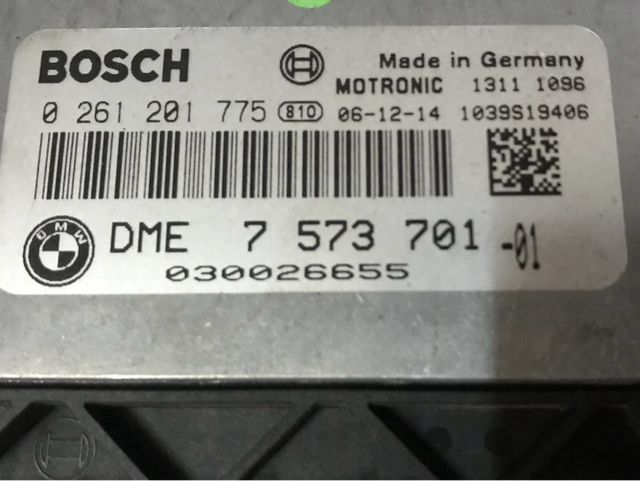 BOSCH
Made in Germany
MOTRONIC 1311 1096
0 261 201 775 810 06-12-14 1039S19406
BMW DME 7 573 701 -01
030026655